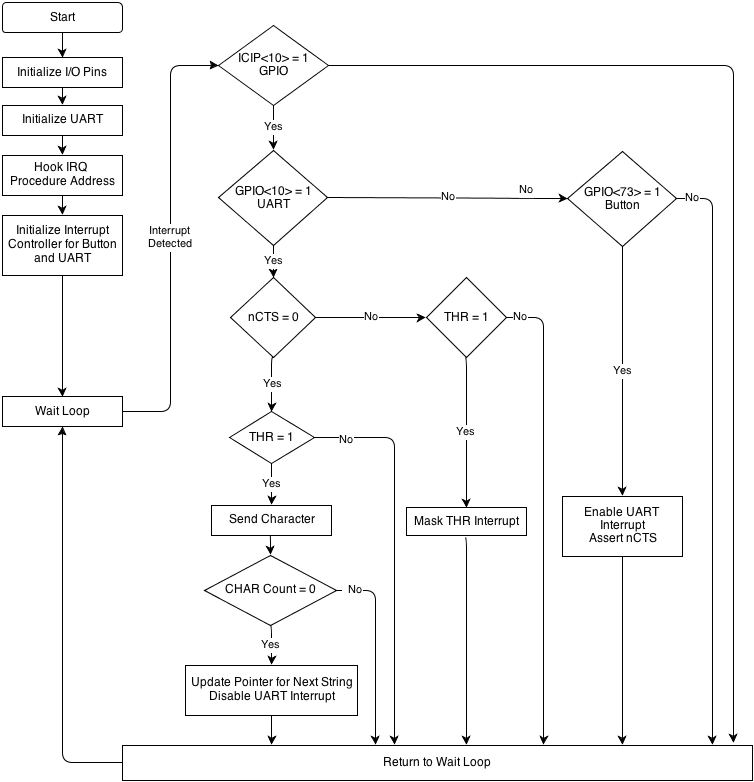 Start
Initialize I/O Pins
Initialize UART
Hook IRQ
Procedure Address
Initialize Interrupt
Controller for Button
and UART
Wait Loop
Interrupt
Detected
ICIP<10> = 1
GPIO
Yes
GPIO<10> = 1
UART
No
No
GPIO<73> = 1
Button
No
Yes
nCTS = 0
No
THR = 1
No
Yes
Yes
THR = 1
No
Yes
Yes
Send Character
Mask THR Interrupt
Enable UART
Interrupt
Assert nCTS
CHAR Count = 0
No
Yes
Update Pointer for Next String
Disable UART Interrupt
Return to Wait Loop